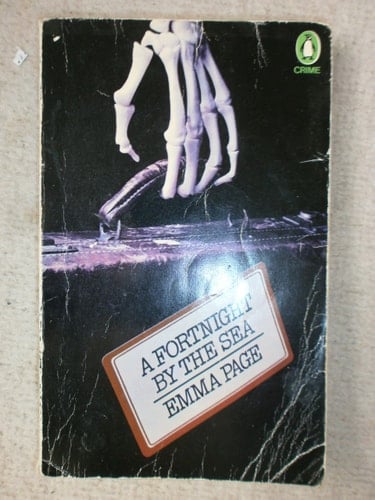 CRIME
A FORTNIGHT
BY THE SEA
EMMA PAGE